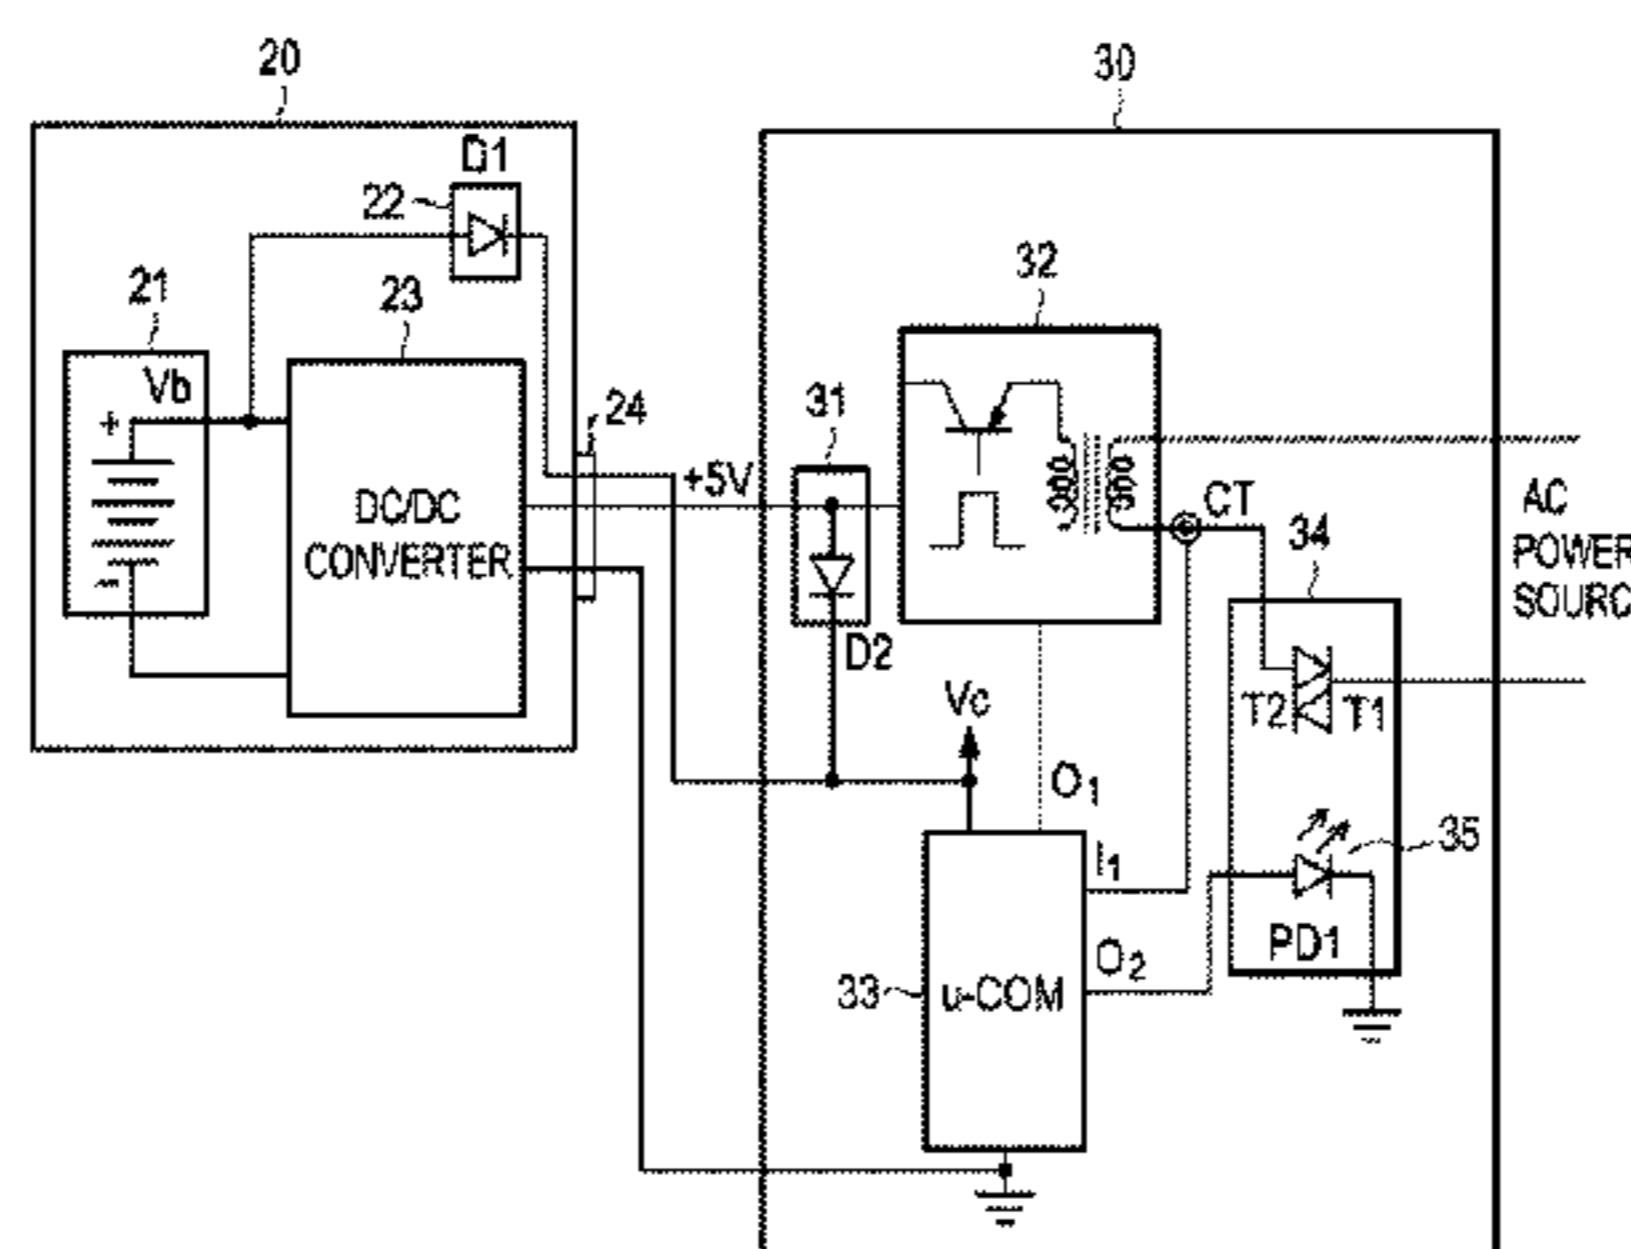 20
30
D1
22
32
21
23
Vb
+
24
31
+5V
DC/DC
CONVERTER
CT
34
AC
POWER
SOURC
-
D2
T2
T1
Vc
O1
35
I1
PD1
O2
33
u-COM